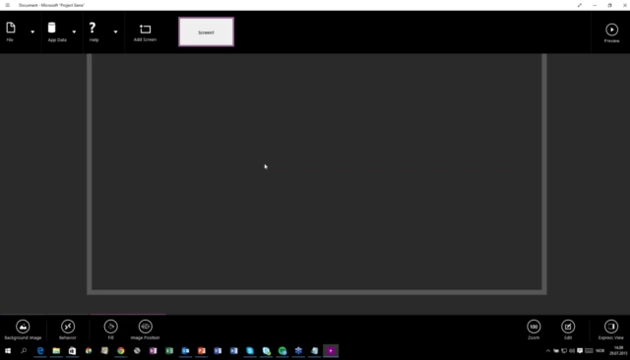 Document - Microsoft "Project Siena"
File
App Data
Help
Add Screen
Screen1
Preview
Background Image
Behavior
Fill
Image Position
Zoom
Edit
Express View